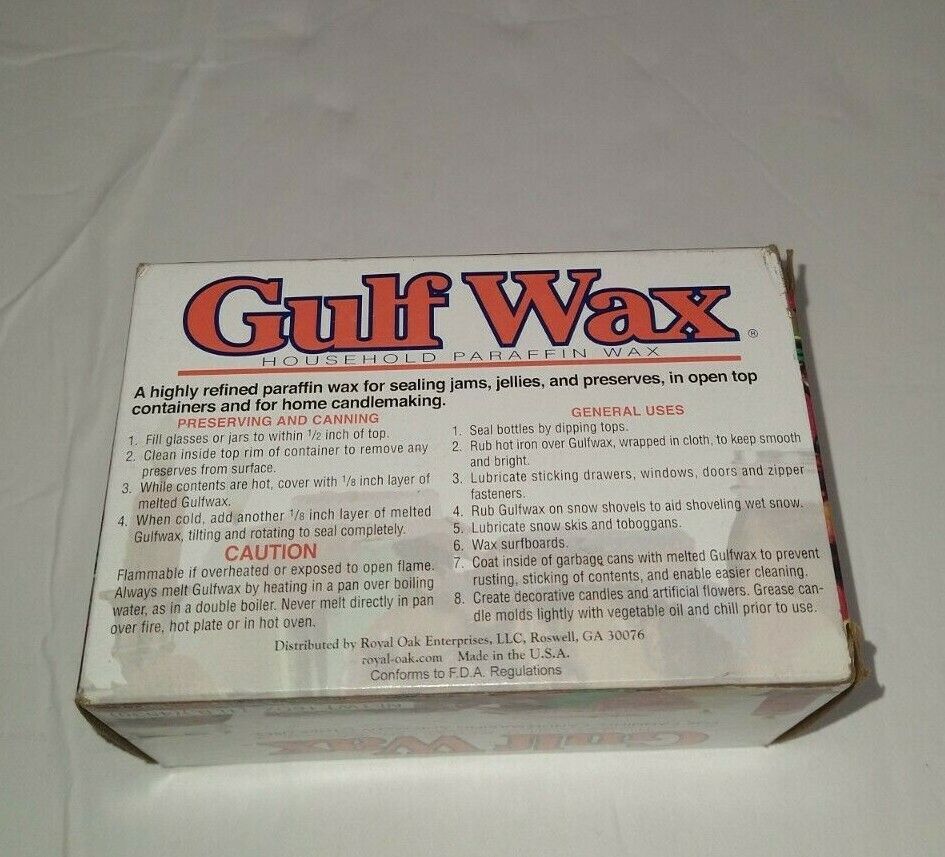 Gulf Wax®
HOUSEHOLD PARAFFIN WAX
A highly refined paraffin wax for sealing jams, jellies, and preserves, in open top
containers and for home candlemaking.
PRESERVING AND CANNING
1. Fill glasses or jars to within 1/2 inch of top.
2. Clean inside top rim of container to remove any
preserves from surface.
3. While contents are hot, cover with 1/8 inch layer of
melted Gulfwax.
4. When cold, add another 1/8 inch layer of melted
Gulfwax, tilting and rotating to seal completely.
CAUTION
Flammable if overheated or exposed to open flame.
Always melt Gulfwax by heating in a pan over boiling
water, as in a double boiler. Never melt directly in pan
over fire, hot plate or in hot oven.
GENERAL USES
1. Seal bottles by dipping tops.
2. Rub hot iron over Gulfwax, wrapped in cloth, to keep smooth
and bright.
3. Lubricate sticking drawers, windows, doors and zipper
fasteners.
4. Rub Gulfwax on snow shovels to aid shoveling wet snow.
5. Lubricate snow skis and toboggans.
6. Wax surfboards.
7. Coat inside of garbage cans with melted Gulfwax to prevent
rusting, sticking of contents, and enable easier cleaning.
8. Create decorative candles and artificial flowers. Grease can-
dle molds lightly with vegetable oil and chill prior to use.
Distributed by Royal Oak Enterprises, LLC, Roswell, GA 30076
royal-oak.com Made in the U.S.A.
Conforms to F.D.A. Regulations
Gulf Wax